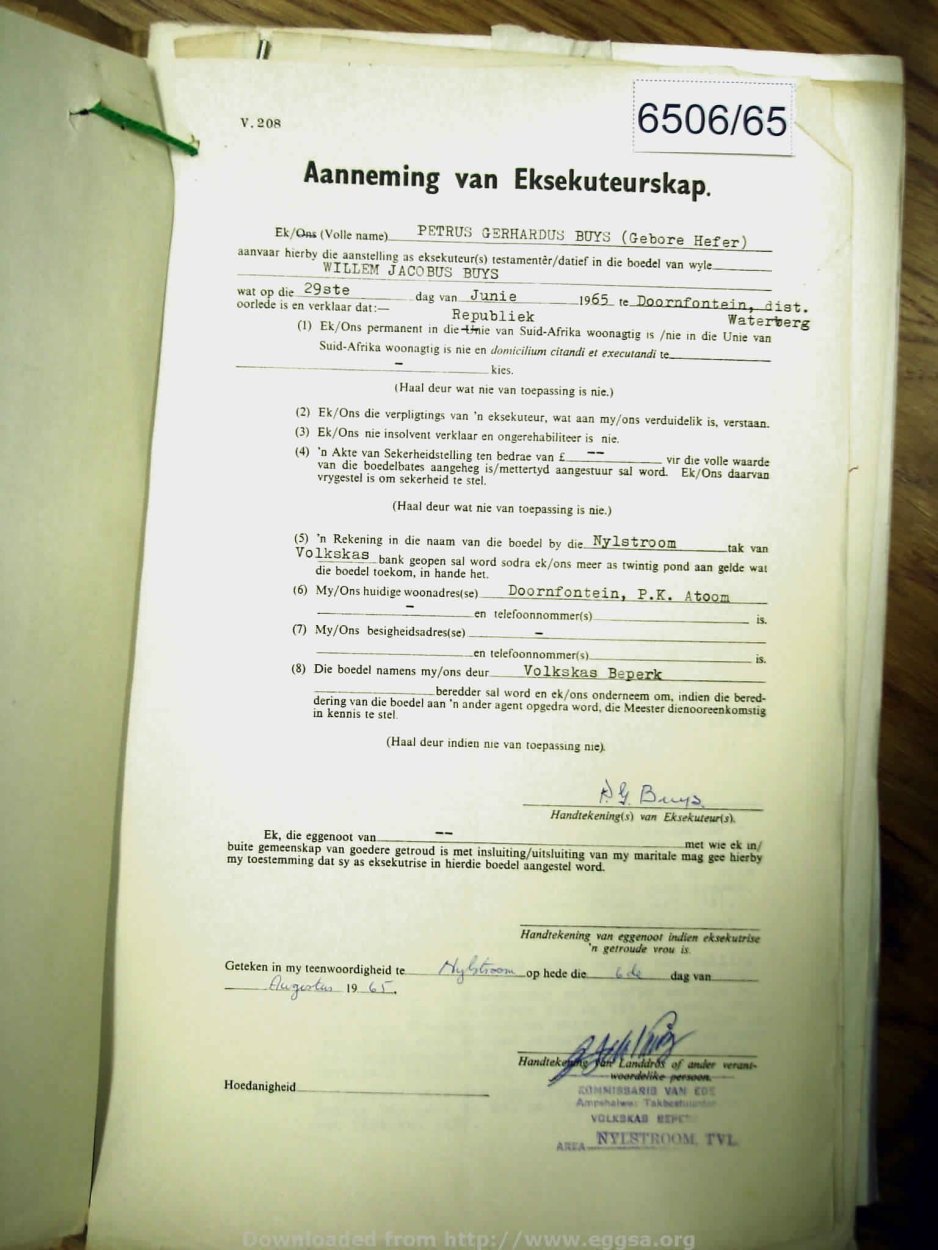 V. 208
6506/65
Aanneming van Eksekuteurskap.
Ek/Ons (Volle name) PETRUS GERHARDUS BUYS (Gebore Hefer)
aanvaar hierby die aanstelling as eksekuteur(s) testamentêr/datief in die boedel van wyle
WILLEM JACOBUS BUYS
wat op die 29ste dag van Junie 1965 te Doornfontein, dist.
oorlede is en verklaar dat:— Republiek Waterberg
(1) Ek/Ons permanent in die Unie van Suid-Afrika woonagtig is /nie in die Unie van
Suid-Afrika woonagtig is nie en domicilium citandi et executandi te
– kies.
(Haal deur wat nie van toepassing is nie.)
(2) Ek/Ons die verpligtings van 'n eksekuteur, wat aan my/ons verduidelik is, verstaan.
(3) Ek/Ons nie insolvent verklaar en ongerehabiliteer is nie.
(4) 'n Akte van Sekerheidstelling ten bedrae van £ -- vir die volle waarde
van die boedelbates aangeheg is/mettertyd aangestuur sal word. Ek/Ons daarvan
vrygestel is om sekerheid te stel.
(Haal deur wat nie van toepassing is nie.)
(5) 'n Rekening in die naam van die boedel by die Nylstroom tak van
Volkskas bank geopen sal word sodra ek/ons meer as twintig pond aan gelde wat
die boedel toekom, in hande het.
(6) My/Ons huidige woonadres(se) Doornfontein, P.K. Atoom
– en telefoonnommer(s) is.
(7) My/Ons besigheidsadres(se) –
en telefoonnommer(s) is.
(8) Die boedel namens my/ons deur Volkskas Beperk
beredder sal word en ek/ons onderneem om, indien die bered-
dering van die boedel aan 'n ander agent opgedra word, die Meester dienooreenkomstig
in kennis te stel.
(Haal deur indien nie van toepassing nie).
P.G. Buys.
Handtekening(s) van Eksekuteur(s).
Ek, die eggenoot van -- met wie ek in/
buite gemeenskap van goedere getroud is met insluiting/uitsluiting van my maritale mag gee hierby
my toestemming dat sy as eksekutrise in hierdie boedel aangestel word.
Handtekening van eggenoot indien eksekutrise
'n getroude vrou is.
Geteken in my teenwoordigheid te Nylstroom op hede die 6de dag van
Augustus 19 65.
Handtekening van Landdros of ander verant-
woordelike persoon.
Hoedanigheid
KOMMISSARIS VAN EDE
Ampshalwe: Takbestuurder
VOLKSKAS BEPERK
AREA NYLSTROOM, TVL.
Downloaded from http://www.eggsa.org